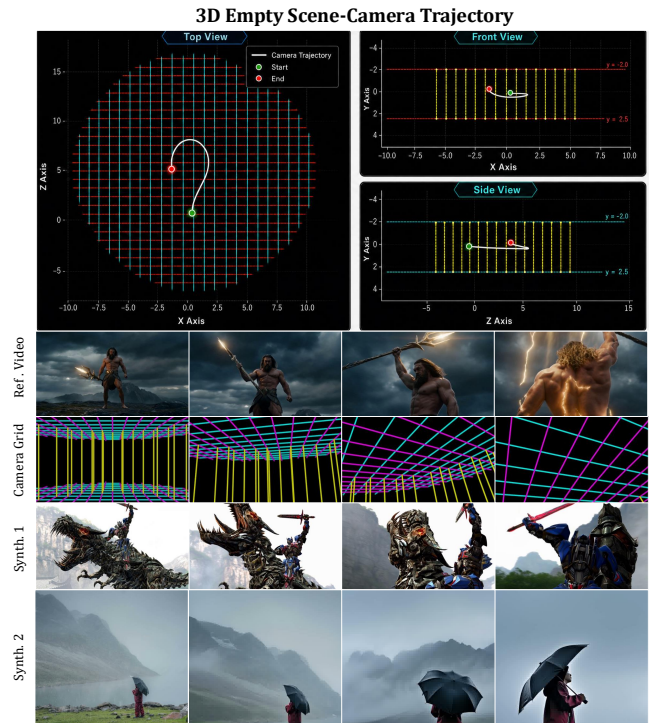 3D Empty Scene-Camera Trajectory
Top View
Camera Trajectory
Start
End
Z Axis
15
10
5
0
−5
−10.0 −7.5 −5.0 −2.5 0.0 2.5 5.0 7.5 10.0
X Axis
Front View
Y Axis
−4
−2
0
2
4
y = −2.0
y = 2.5
−10.0 −7.5 −5.0 −2.5 0.0 2.5 5.0 7.5 10.0
X Axis
Side View
Y Axis
−4
−2
0
2
4
y = −2.0
y = 2.5
−5 0 5 10 15
Z Axis
Ref. Video
Camera Grid
Synth. 1
Synth. 2